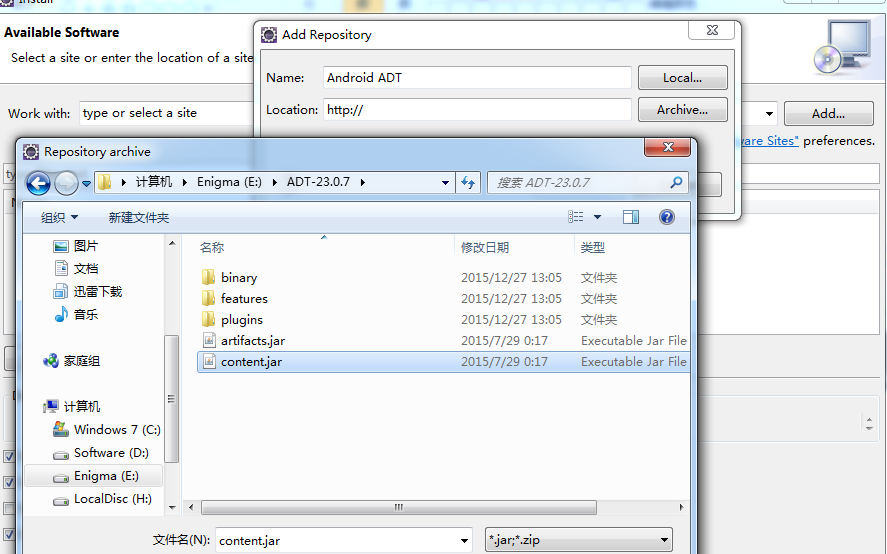 Install
Available Software
Select a site or enter the location of a site
Work with:
type or select a site
Add...
ware Sites" preferences.
Add Repository
Name:
Android ADT
Local...
Location:
http://
Archive...
Repository archive
计算机
Enigma (E:)
ADT-23.0.7
搜索 ADT-23.0.7
组织
新建文件夹
图片
文档
迅雷下载
音乐
家庭组
计算机
Windows 7 (C:)
Software (D:)
Enigma (E:)
LocalDisc (H:)
名称 修改日期 类型
binary 2015/12/27 13:05 文件夹
features 2015/12/27 13:05 文件夹
plugins 2015/12/27 13:05 文件夹
artifacts.jar 2015/7/29 0:17 Executable Jar File
content.jar 2015/7/29 0:17 Executable Jar File
文件名(N):
content.jar
*.jar;*.zip